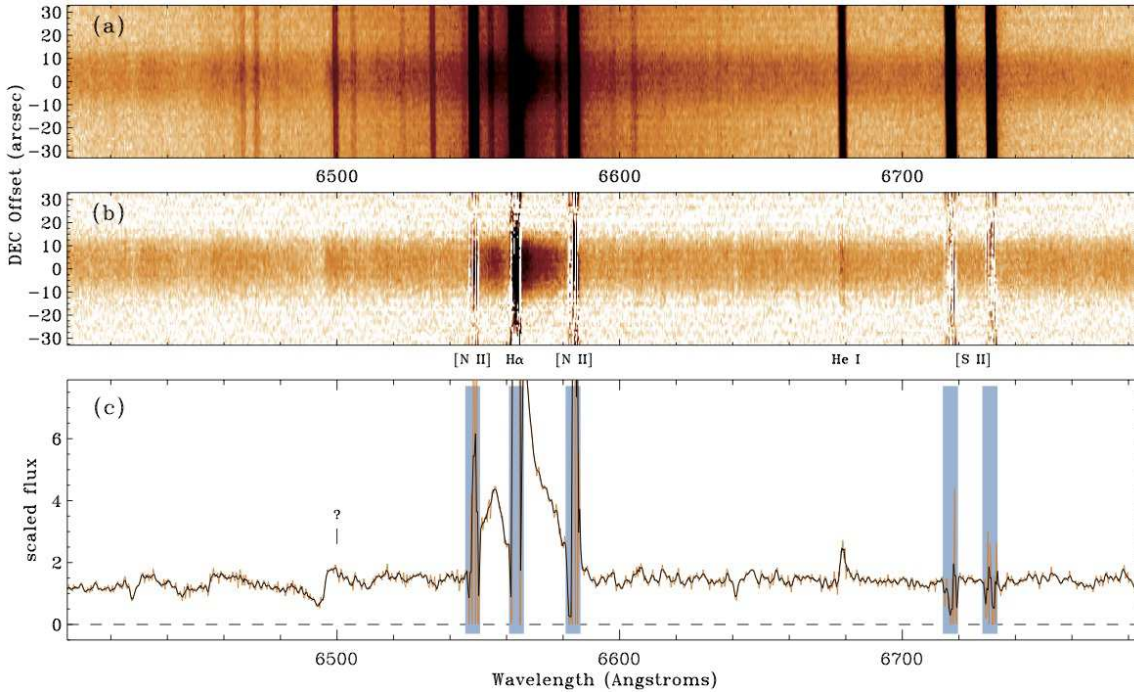 (a)
30
20
10
0
-10
-20
-30
6500
6600
6700
DEC Offset (arcsec)
(b)
30
20
10
0
-10
-20
-30
[N II]
Hα
[N II]
He I
[S II]
(c)
6
4
2
0
scaled flux
?
6500
6600
6700
Wavelength (Angstroms)